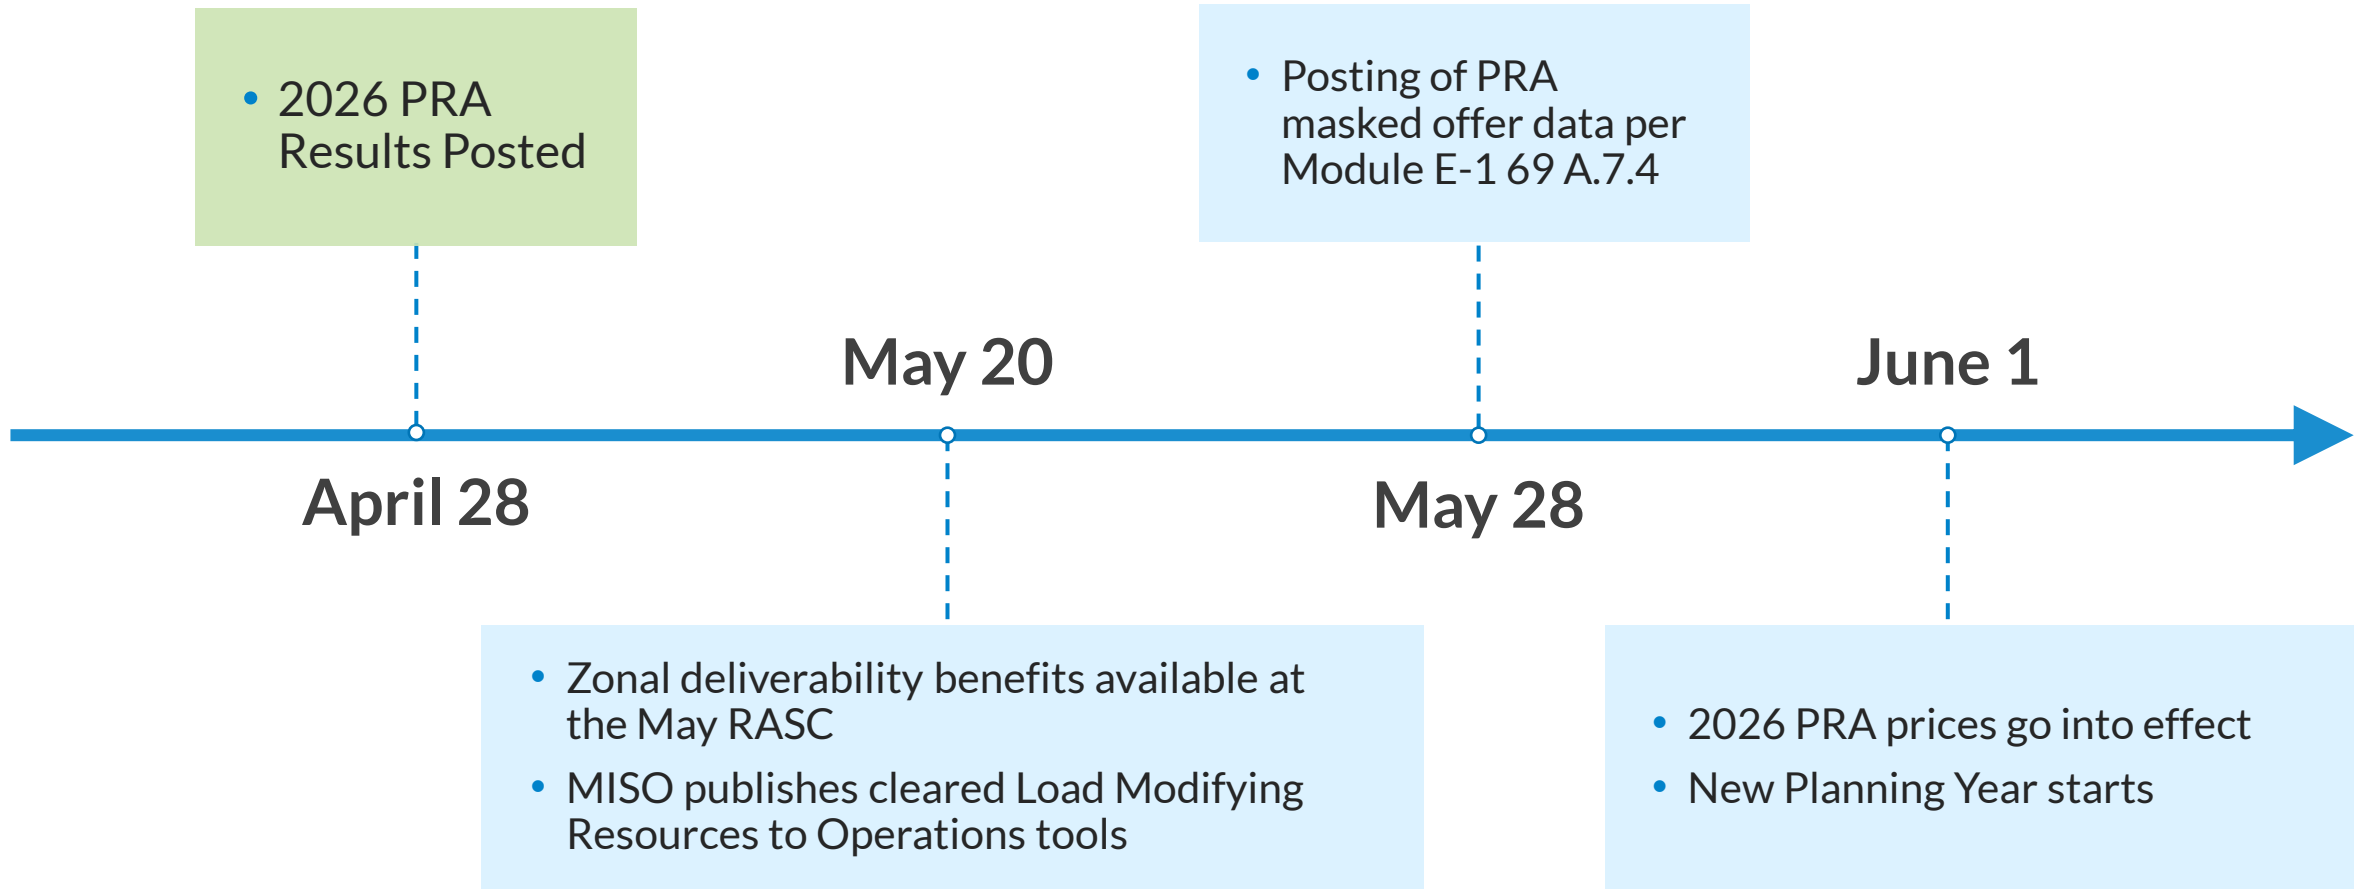 • 2026 PRA
Results Posted
April 28
May 20
• Zonal deliverability benefits available at
the May RASC
• MISO publishes cleared Load Modifying
Resources to Operations tools
• Posting of PRA
masked offer data per
Module E-1 69 A.7.4
May 28
June 1
• 2026 PRA prices go into effect
• New Planning Year starts